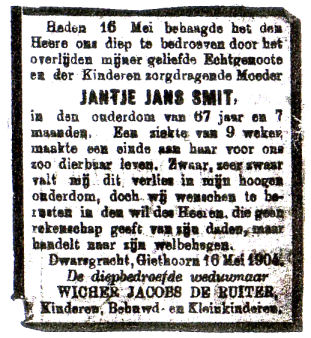 Heden 16 Mei behaagde het den
Heere ons diep te bedroeven door het
overlijden mijner geliefde Echtgenoote
en der Kinderen zorgdragende Moeder
JANTJE JANS SMIT,
in den ouderdom van 67 jaar en 7
maanden. Een ziekte van 9 weken
maakte een einde aan haar voor ons
zoo dierbaar leven. Zwaar, zeer zwaar
valt mij dit verlies in mijn hoogen
onderdom, doch wij wenschen te be-
rusten in den wil des Heeren, die geen
rekenschap geeft van zijn daden, maar
handelt naar zijn welbehagen.
Dwarsgracht, Giethoorn 16 Mei 1904.
De diepbedroefde weduwnaar
WICHER JACOBS DE RUITER,
Kinderen, Behuwd- en Kleinkinderen,